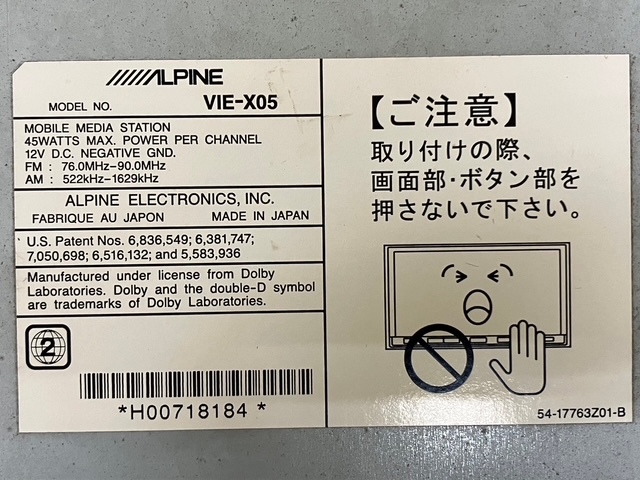 ALPINE
MODEL NO. VIE-X05
MOBILE MEDIA STATION
45WATTS MAX. POWER PER CHANNEL
12V D.C. NEGATIVE GND.
FM : 76.0MHz-90.0MHz
AM : 522kHz-1629kHz
ALPINE ELECTRONICS, INC.
FABRIQUE AU JAPON MADE IN JAPAN
U.S. Patent Nos. 6,836,549; 6,381,747;
7,050,698; 6,516,132; and 5,583,936
Manufactured under license from Dolby
Laboratories. Dolby and the double-D symbol
are trademarks of Dolby Laboratories.
2
*H00718184*
【ご注意】
取り付けの際、
画面部・ボタン部を
押さないで下さい。
54-17763Z01-B